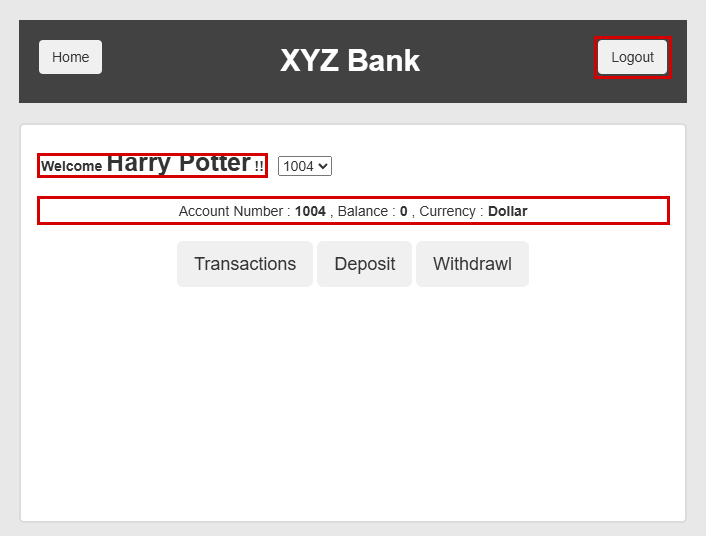 Home
XYZ Bank
Logout
Welcome Harry Potter !!
1004
Account Number : 1004 , Balance : 0 , Currency : Dollar
Transactions
Deposit
Withdrawl